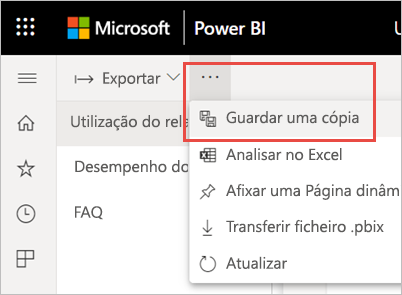 Microsoft Power BI
Exportar ...
Guardar uma cópia
Utilização do rela
Analisar no Excel
Desempenho do
Afixar uma Página dinâm
FAQ
Transferir ficheiro .pbix
Atualizar